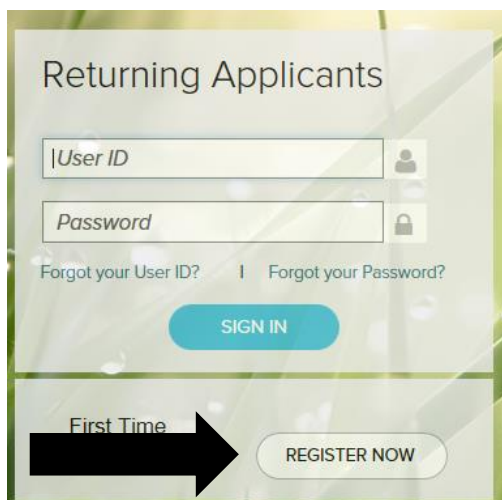 Returning Applicants
User ID
Password
Forgot your User ID? | Forgot your Password?
SIGN IN
First Time
REGISTER NOW